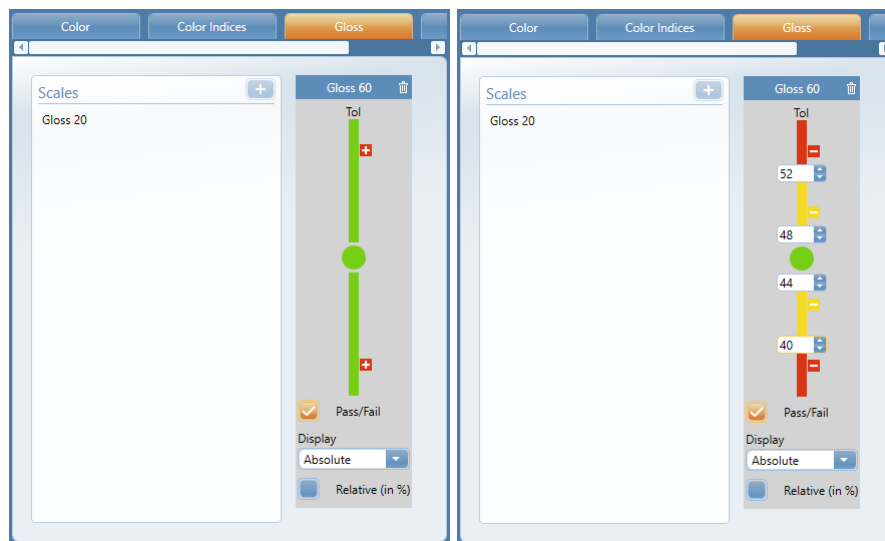 Color
Color Indices
Gloss
Scales
Gloss 20
Gloss 60
Tol
Pass/Fail
Display
Absolute
Relative (in %)
Color
Color Indices
Gloss
Scales
Gloss 20
Gloss 60
Tol
52
48
44
40
Pass/Fail
Display
Absolute
Relative (in %)